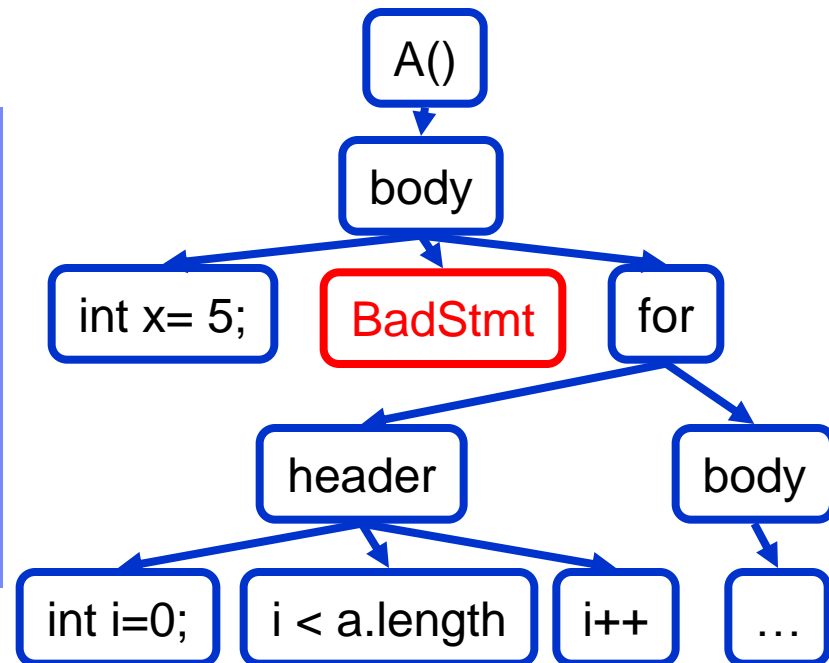 A()
body
int x= 5;
BadStmt
for
header
body
int i=0;
i < a.length
i++
…